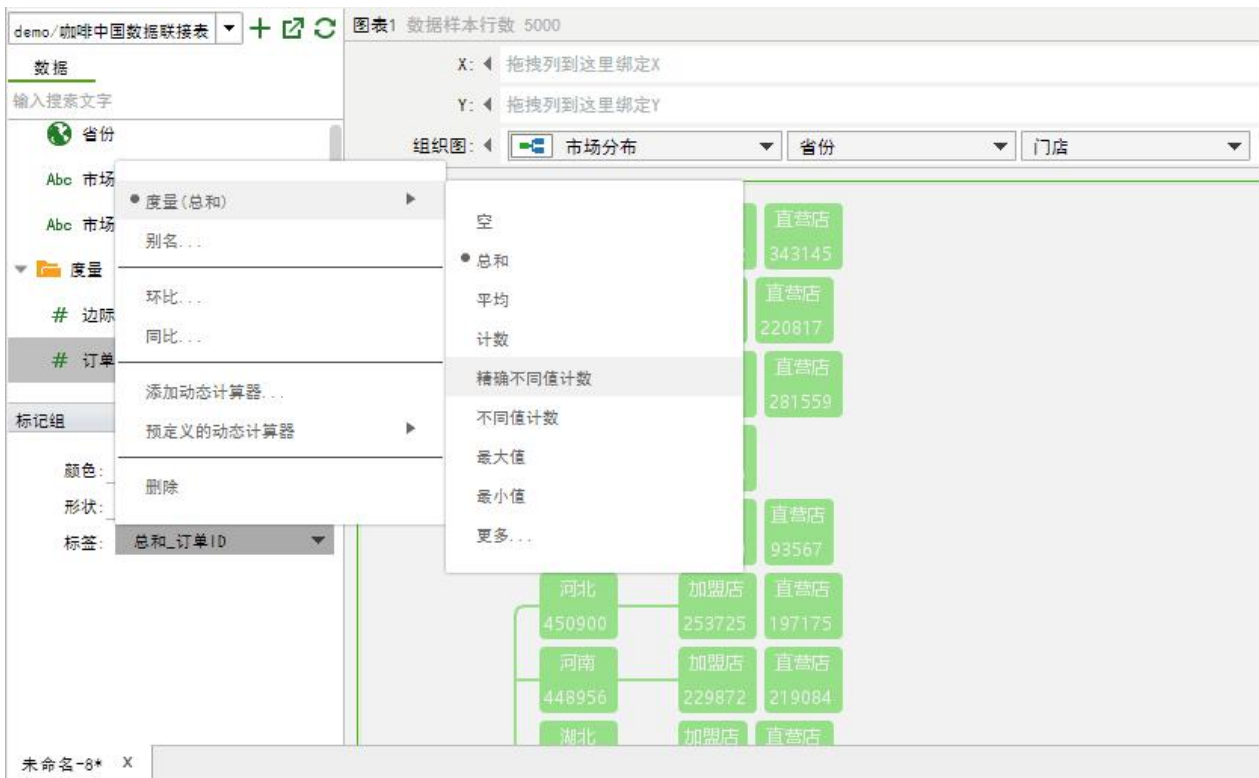 demo/咖啡中国数据联接表
图表1 数据样本行数 5000
数据
X: 拖拽列到这里绑定X
输入搜索文字
Y: 拖拽列到这里绑定Y
省份
组织图: 市场分布 省份 门店
Abc 市场
度量(总和)
空
直营店
Abc 市场
别名...
总和
343145
度量
环比...
平均
直营店
# 边际
同比...
计数
220817
# 订单
精确不同值计数
直营店
添加动态计算器...
281559
标记组
预定义的动态计算器
不同值计数
最大值
颜色:
删除
最小值
形状:
直营店
标签: 总和_订单ID
更多...
93567
河北 加盟店 直营店
450900 253725 197175
河南 加盟店 直营店
448956 229872 219084
湖北 加盟店 直营店
未命名-8* X